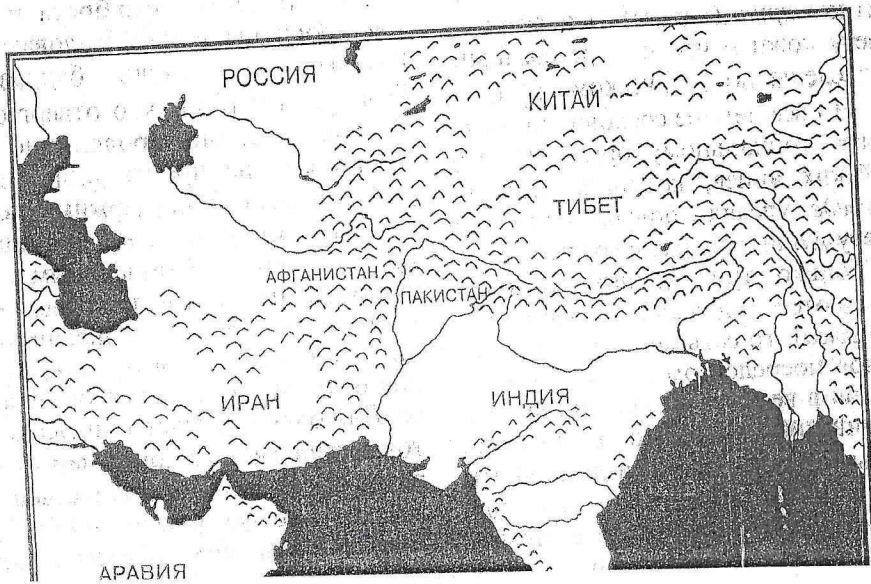 РОССИЯ
КИТАЙ
ТИБЕТ
АФГАНИСТАН
ПАКИСТАН
ИРАН
ИНДИЯ
АРАВИЯ